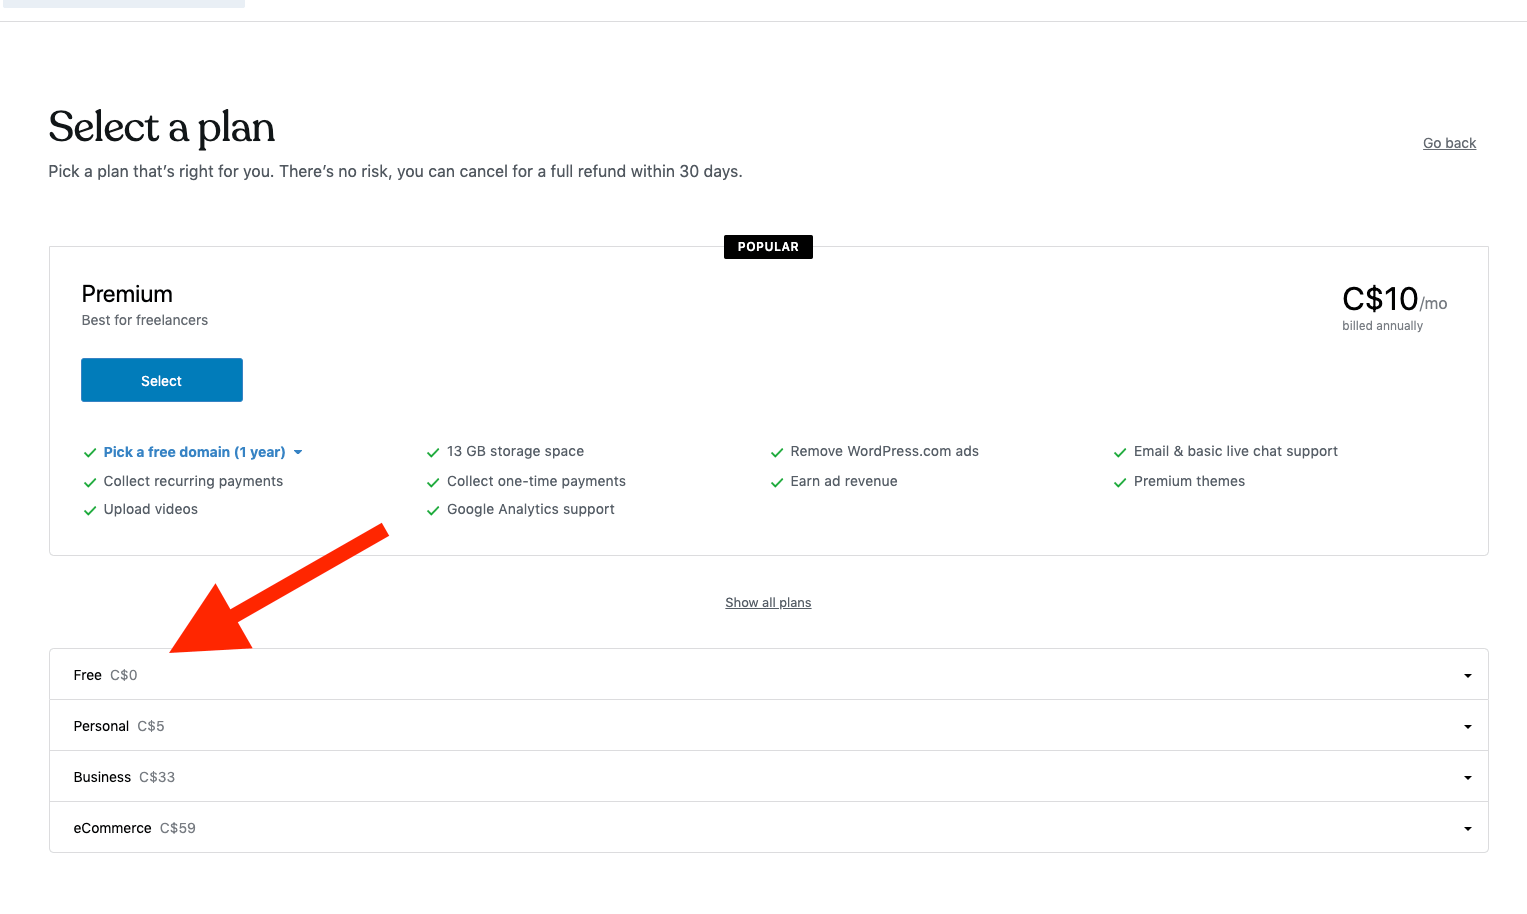 Select a plan
Go back
Pick a plan that’s right for you. There’s no risk, you can cancel for a full refund within 30 days.
POPULAR
Premium
C$10/mo
Best for freelancers
billed annually
Select
Pick a free domain (1 year)
13 GB storage space
Remove WordPress.com ads
Email & basic live chat support
Collect recurring payments
Collect one-time payments
Earn ad revenue
Premium themes
Upload videos
Google Analytics support
Show all plans
Free C$0
Personal C$5
Business C$33
eCommerce C$59